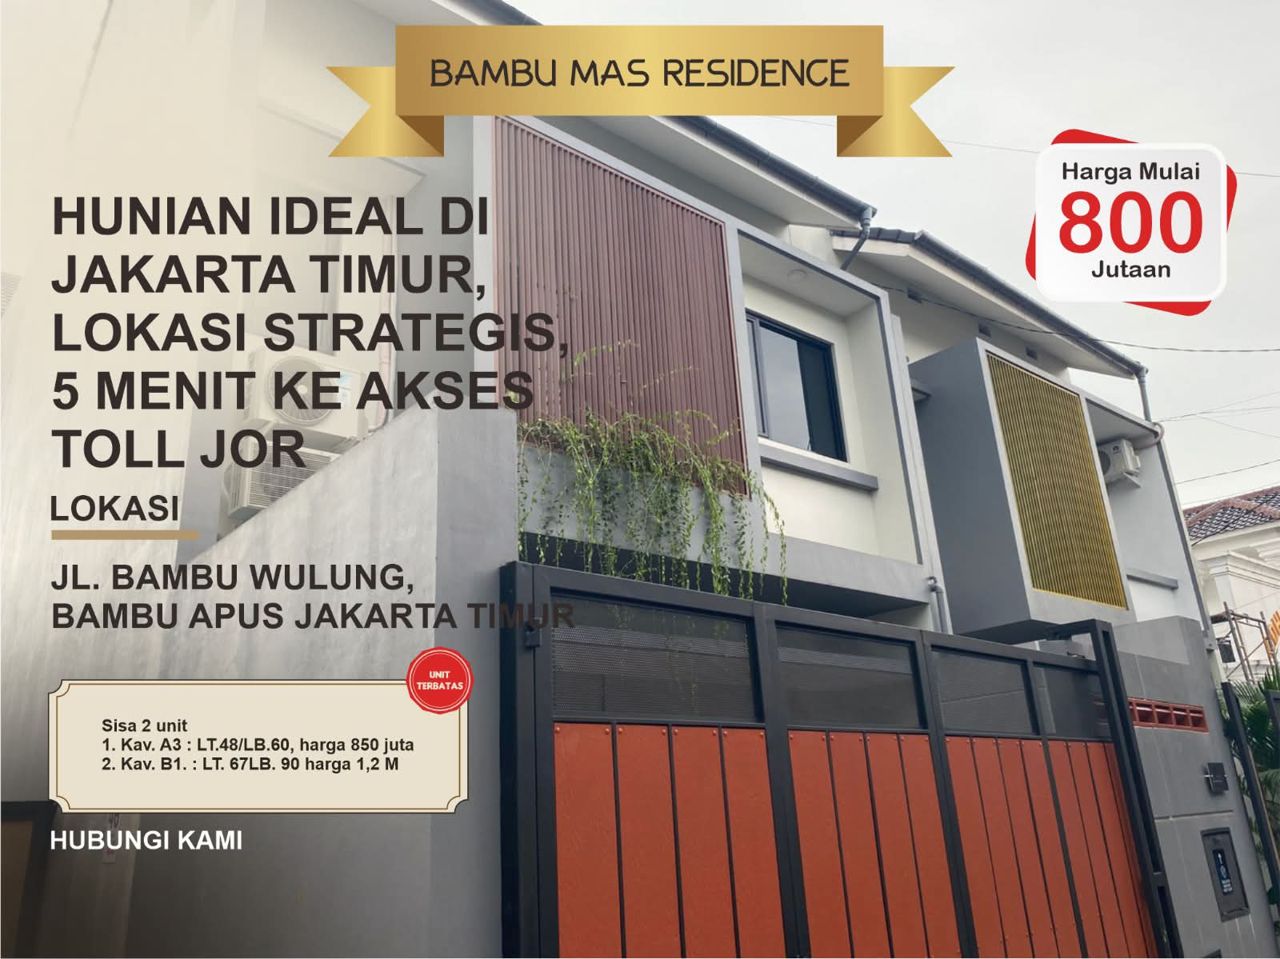 BAMBU MAS RESIDENCE
Harga Mulai
800
Jutaan
HUNIAN IDEAL DI
JAKARTA TIMUR,
LOKASI STRATEGIS,
5 MENIT KE AKSES
TOLL JOR
LOKASI
JL. BAMBU WULUNG,
BAMBU APUS JAKARTA TIMUR
UNIT
TERBATAS
Sisa 2 unit
1. Kav. A3 : LT.48/LB.60, harga 850 juta
2. Kav. B1. : LT. 67LB. 90 harga 1,2 M
HUBUNGI KAMI